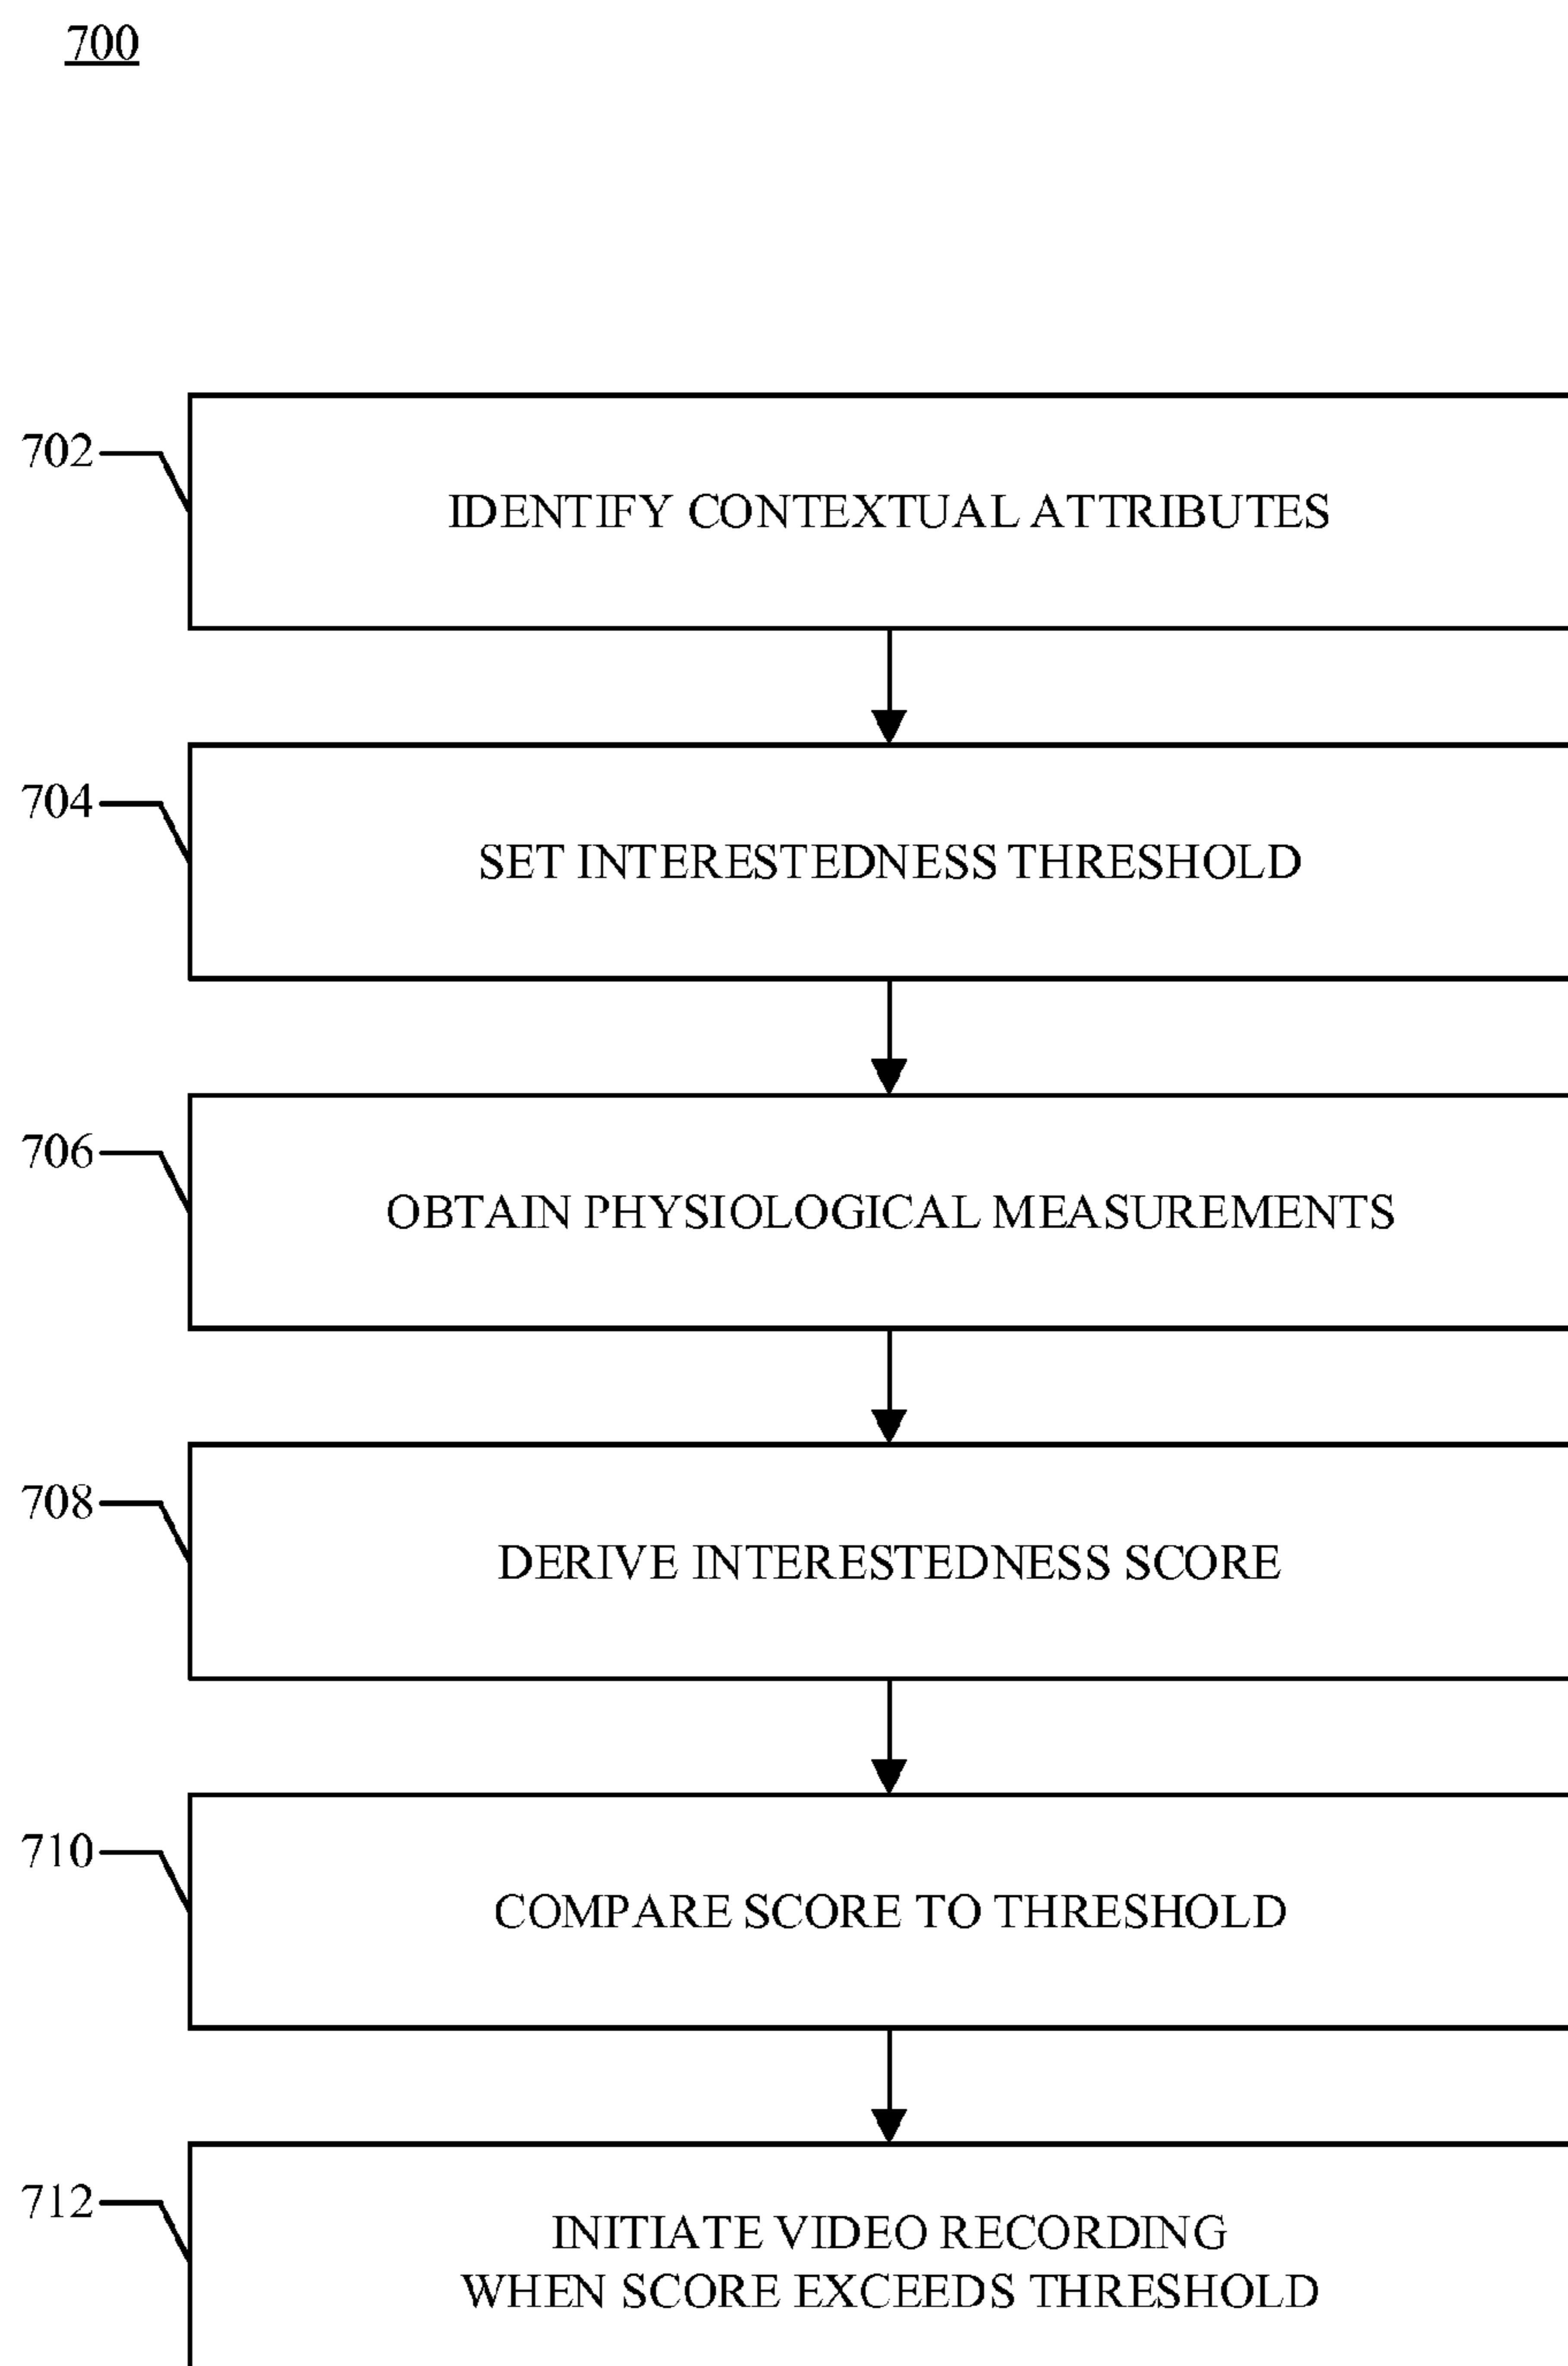 700
702
IDENTIFY CONTEXTUAL ATTRIBUTES
704
SET INTERESTEDNESS THRESHOLD
706
OBTAIN PHYSIOLOGICAL MEASUREMENTS
708
DERIVE INTERESTEDNESS SCORE
710
COMPARE SCORE TO THRESHOLD
712
INITIATE VIDEO RECORDING
WHEN SCORE EXCEEDS THRESHOLD